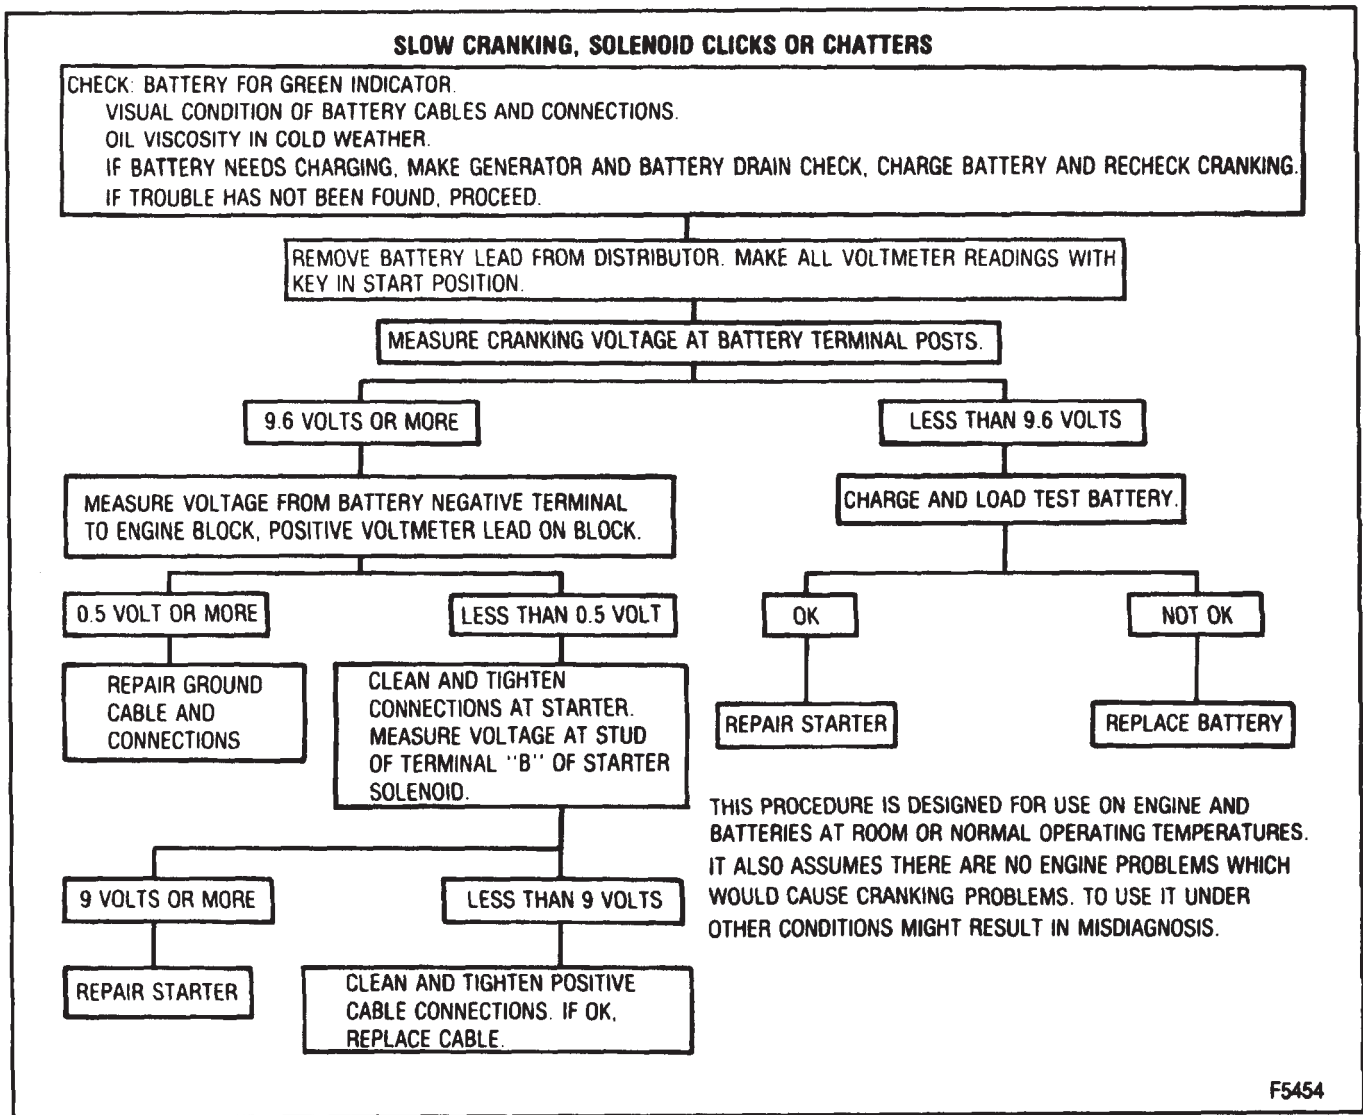 SLOW CRANKING, SOLENOID CLICKS OR CHATTERS
CHECK: BATTERY FOR GREEN INDICATOR.
VISUAL CONDITION OF BATTERY CABLES AND CONNECTIONS.
OIL VISCOSITY IN COLD WEATHER.
IF BATTERY NEEDS CHARGING, MAKE GENERATOR AND BATTERY DRAIN CHECK, CHARGE BATTERY AND RECHECK CRANKING.
IF TROUBLE HAS NOT BEEN FOUND, PROCEED.
REMOVE BATTERY LEAD FROM DISTRIBUTOR. MAKE ALL VOLTMETER READINGS WITH
KEY IN START POSITION.
MEASURE CRANKING VOLTAGE AT BATTERY TERMINAL POSTS.
9.6 VOLTS OR MORE
LESS THAN 9.6 VOLTS
MEASURE VOLTAGE FROM BATTERY NEGATIVE TERMINAL
TO ENGINE BLOCK, POSITIVE VOLTMETER LEAD ON BLOCK.
CHARGE AND LOAD TEST BATTERY.
0.5 VOLT OR MORE
LESS THAN 0.5 VOLT
OK
NOT OK
REPAIR GROUND
CABLE AND
CONNECTIONS
CLEAN AND TIGHTEN
CONNECTIONS AT STARTER.
MEASURE VOLTAGE AT STUD
OF TERMINAL "B" OF STARTER
SOLENOID.
REPAIR STARTER
REPLACE BATTERY
THIS PROCEDURE IS DESIGNED FOR USE ON ENGINE AND
BATTERIES AT ROOM OR NORMAL OPERATING TEMPERATURES.
IT ALSO ASSUMES THERE ARE NO ENGINE PROBLEMS WHICH
WOULD CAUSE CRANKING PROBLEMS. TO USE IT UNDER
OTHER CONDITIONS MIGHT RESULT IN MISDIAGNOSIS.
9 VOLTS OR MORE
LESS THAN 9 VOLTS
REPAIR STARTER
CLEAN AND TIGHTEN POSITIVE
CABLE CONNECTIONS. IF OK,
REPLACE CABLE.
F5454